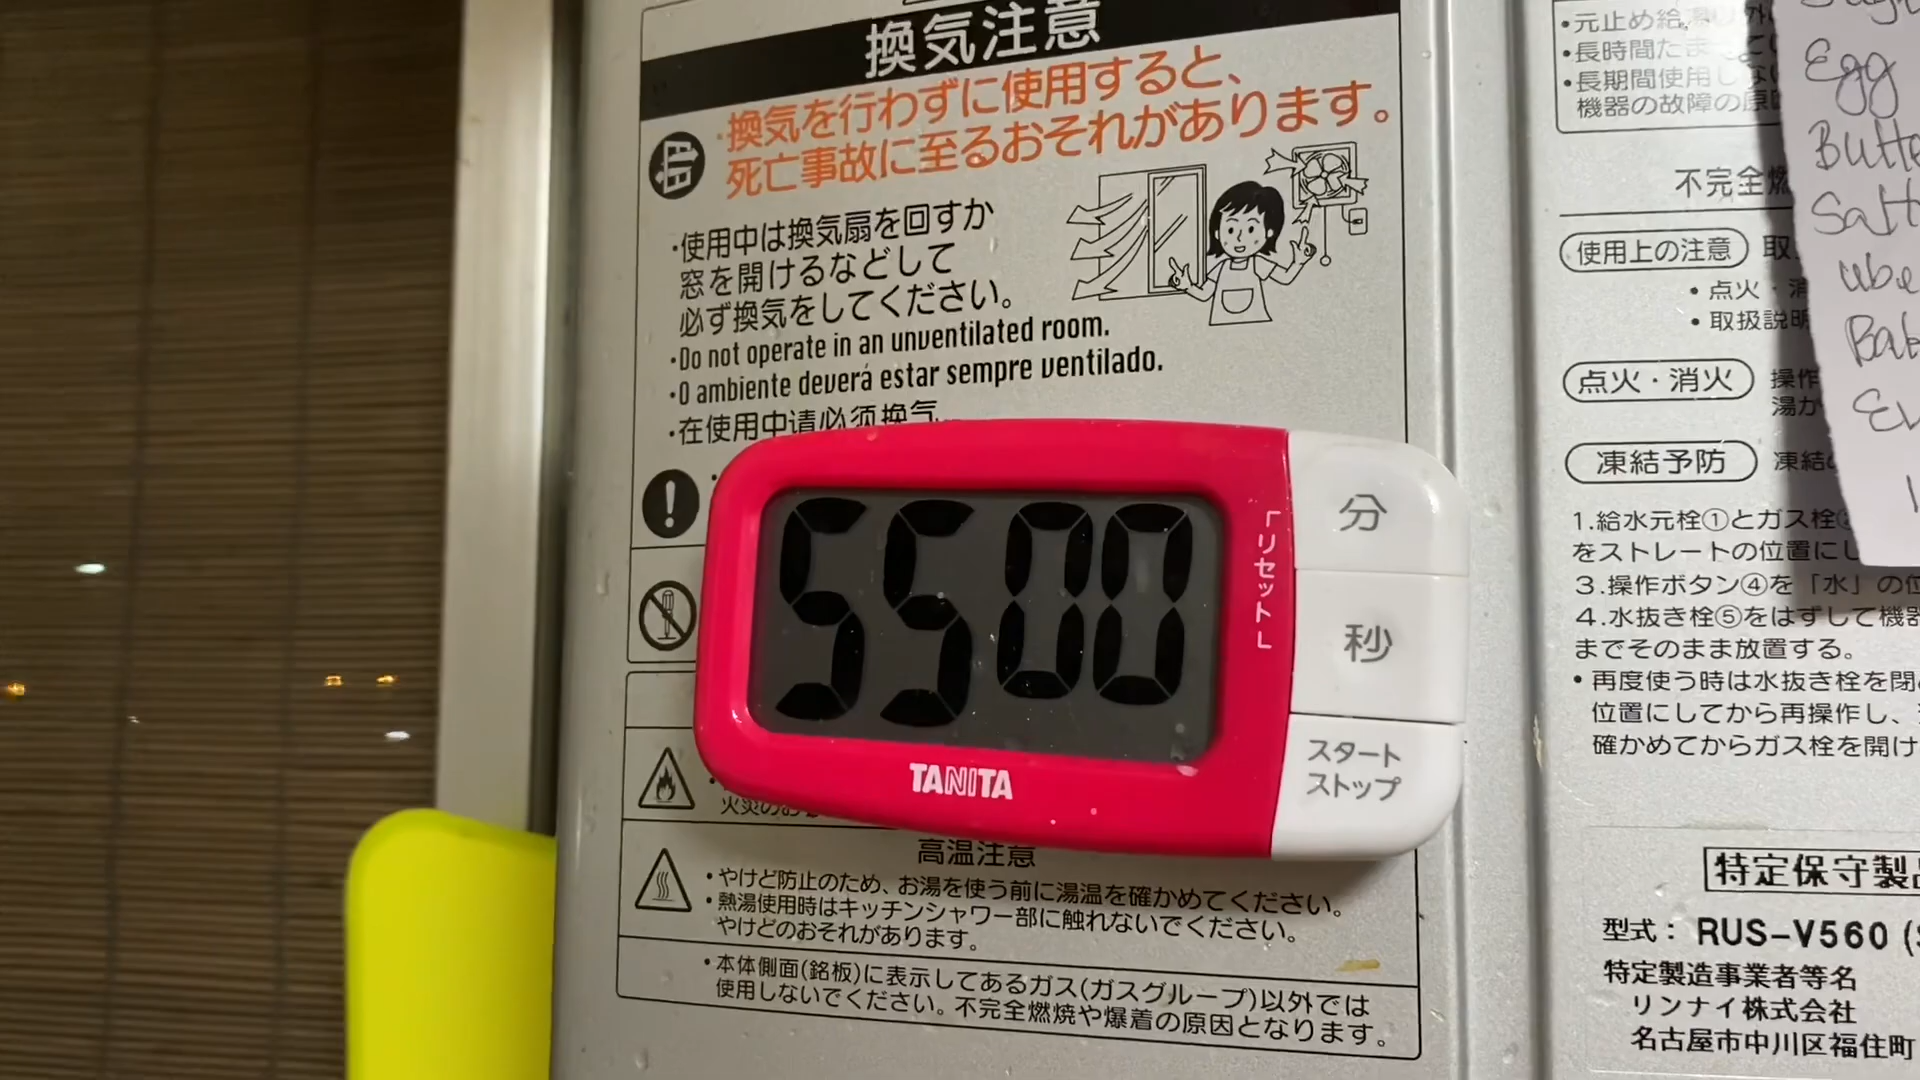 換気注意
・換気を行わずに使用すると、
死亡事故に至るおそれがあります。
・使用中は換気扇を回すか
窓を開けるなどして
必ず換気をしてください。
・Do not operate in an unventilated room.
・O ambiente deverá estar sempre ventilado.
・在使用中请必须换气
5500
「リセット」
分
秒
スタート
ストップ
TANITA
高温注意
・やけど防止のため、お湯を使う前に湯温を確かめてください。
・熱湯使用時はキッチンシャワー部に触れないでください。
やけどのおそれがあります。
・本体側面(銘板)に表示してあるガス(ガスグループ)以外では
使用しないでください。不完全燃焼や爆着の原因となります。
・元止め給湯
・長時間
・長期間使用し
機器の故障の原因
不完全燃
使用上の注意
・点火・消
・取扱説明
点火・消火 操作
湯か
凍結予防 凍結
1.給水元栓①とガス栓
をストレートの位置にし
3.操作ボタン④を「水」の位
4.水抜き栓⑤をはずして機器
までそのまま放置する。
・再度使う時は水抜き栓を閉
位置にしてから再操作し、
確かめてからガス栓を開け
特定保守製品
型式：RUS-V560
特定製造事業者等名
リンナイ株式会社
名古屋市中川区福住町
Egg
Butte
Salt
ube